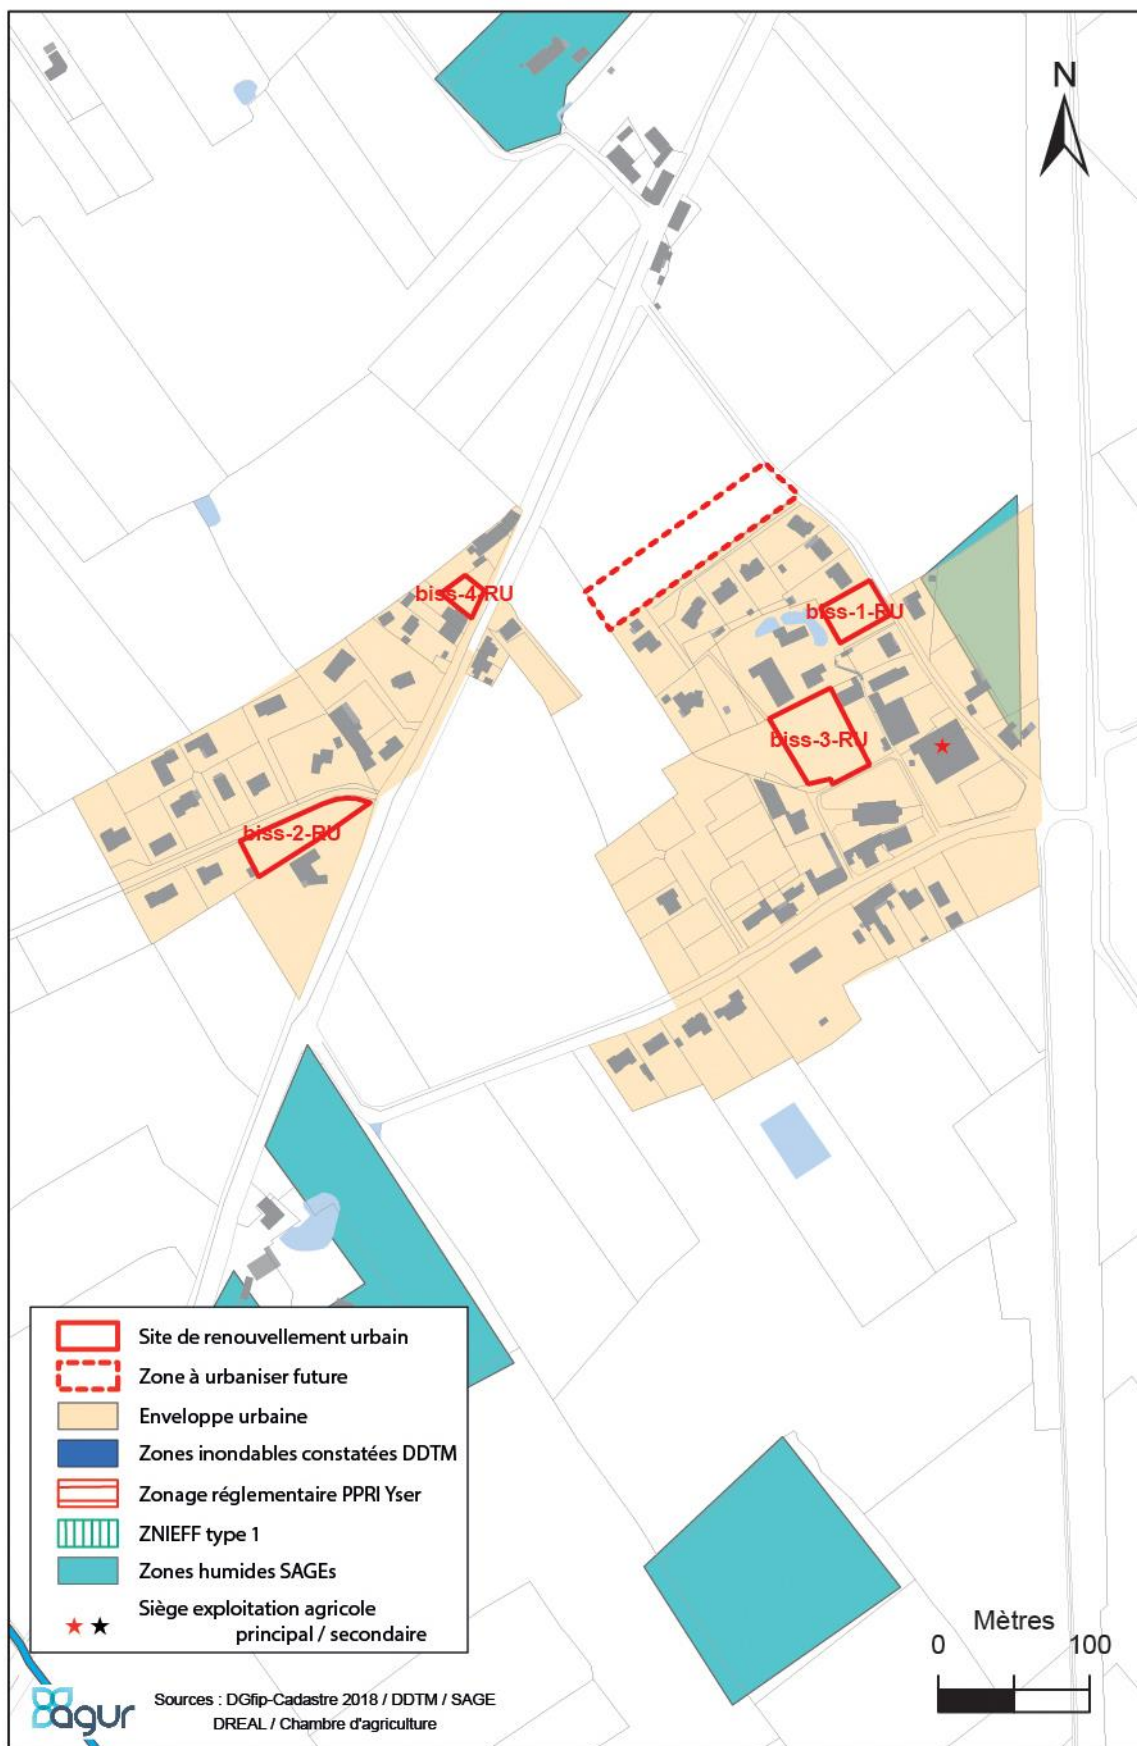 N
biss-4-RU
biss-1-RU
biss-3-RU
biss-2-RU
Site de renouvellement urbain
Zone à urbaniser future
Enveloppe urbaine
Zones inondables constatées DDTM
Zonage réglementaire PPRI Yser
ZNIEFF type 1
Zones humides SAGEs
Siège exploitation agricole
principal / secondaire
Mètres
0 100
agur
Sources : DGfip-Cadastre 2018 / DDTM / SAGE
DREAL / Chambre d'agriculture